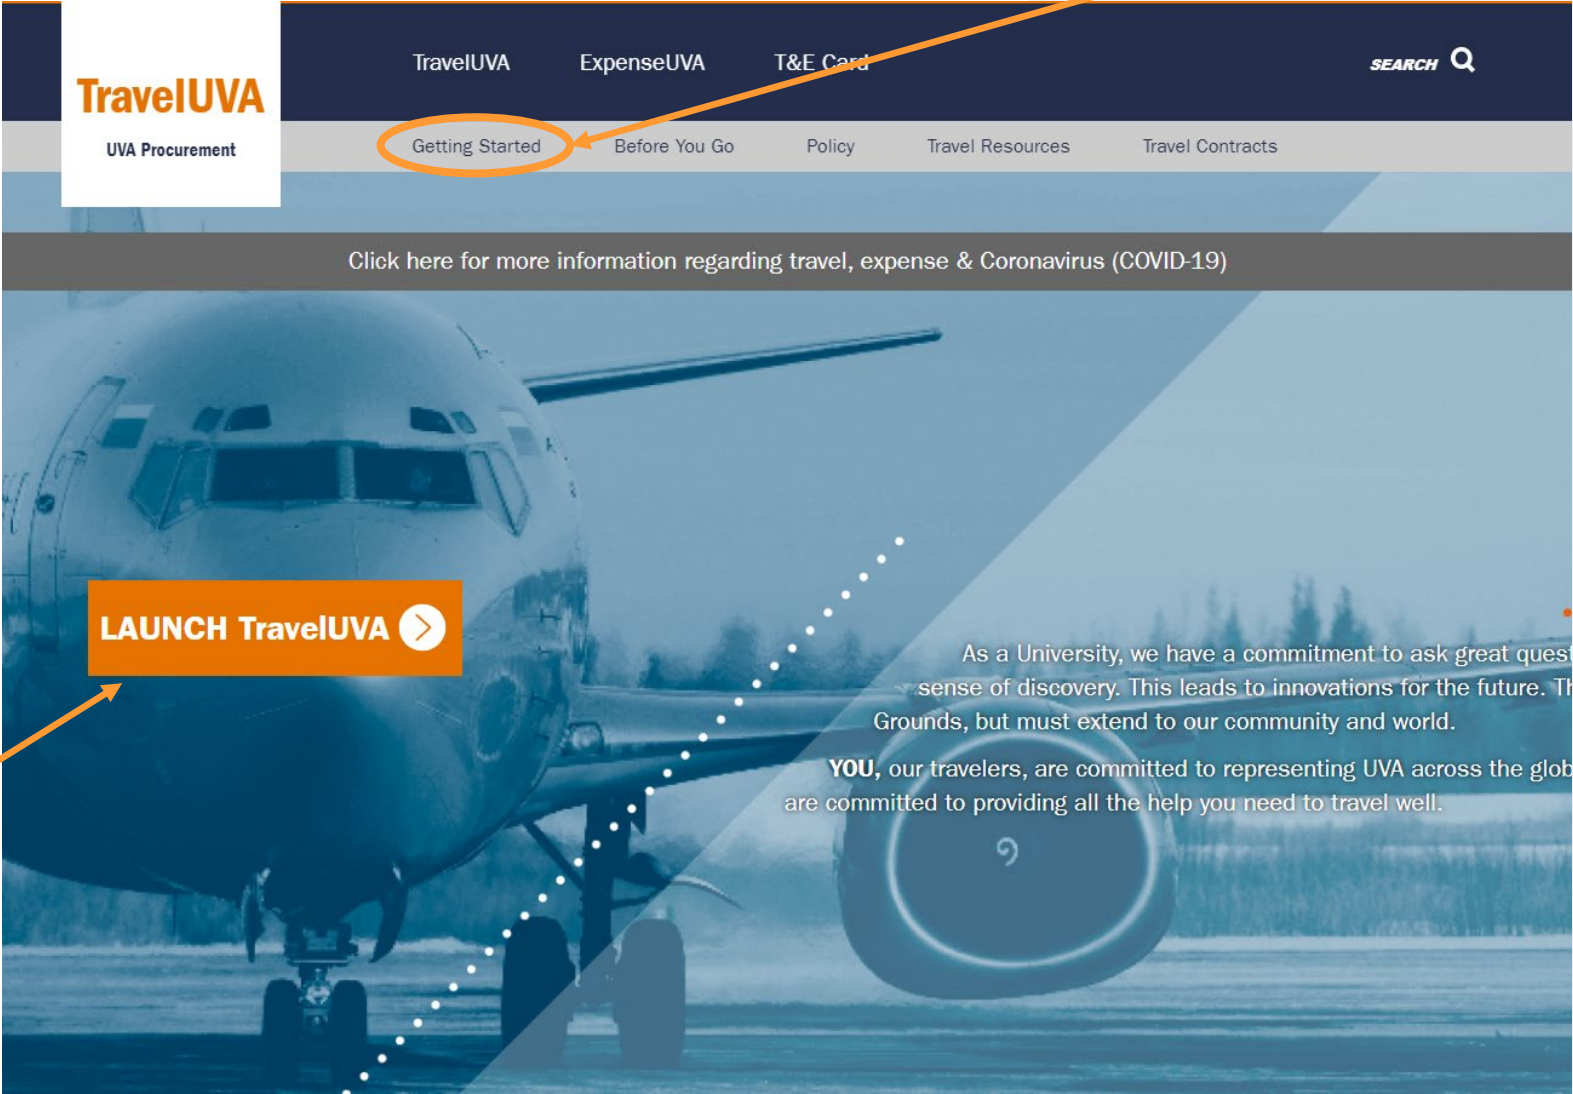 TravelUVA
UVA Procurement
TravelUVA ExpenseUVA T&E Card
SEARCH
Getting Started Before You Go Policy Travel Resources Travel Contracts
Click here for more information regarding travel, expense & Coronavirus (COVID-19)
LAUNCH TravelUVA
As a University, we have a commitment to ask great quest
sense of discovery. This leads to innovations for the future. Th
Grounds, but must extend to our community and world.
YOU, our travelers, are committed to representing UVA across the glob
are committed to providing all the help you need to travel well.